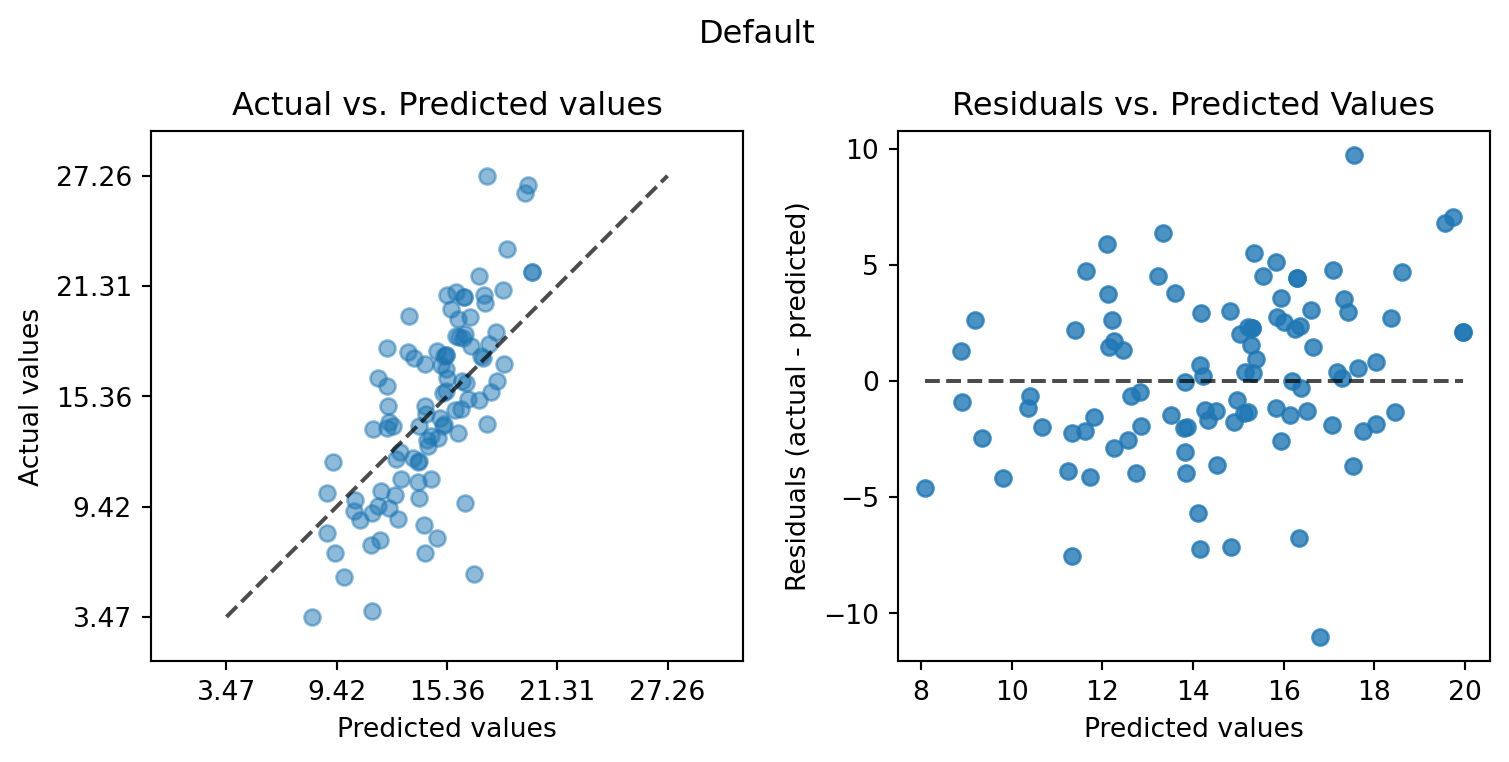 Default
Actual vs. Predicted values
27.26
21.31
15.36
9.42
3.47
Actual values
3.47 9.42 15.36 21.31 27.26
Predicted values
Residuals vs. Predicted Values
10
5
0
−5
−10
Residuals (actual - predicted)
8 10 12 14 16 18 20
Predicted values